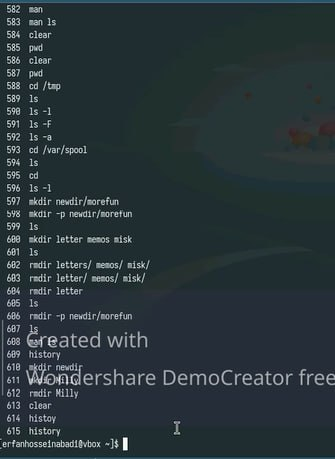 582 man
583 man ls
584 clear
585 pwd
586 clear
587 pwd
588 cd /tmp
589 ls
590 ls -l
591 ls -F
592 ls -a
593 cd /var/spool
594 ls
595 cd
596 ls -l
597 mkdir newdir/morefun
598 mkdir -p newdir/morefun
599 ls
600 mkdir letter memos misk
601 ls
602 rmdir letters/ memos/ misk/
603 rmdir letter/ memos/ misk/
604 rmdir letter
605 ls
606 rmdir -p newdir/morefun
607 ls
608 man ls
Created with
609 history
610 mkdir newdir
611 mkdir Milly
Wondershare DemoCreator free
612 rmdir Milly
613 clear
614 histoy
615 history
[erfanhosseinabadi@vbox ~]$